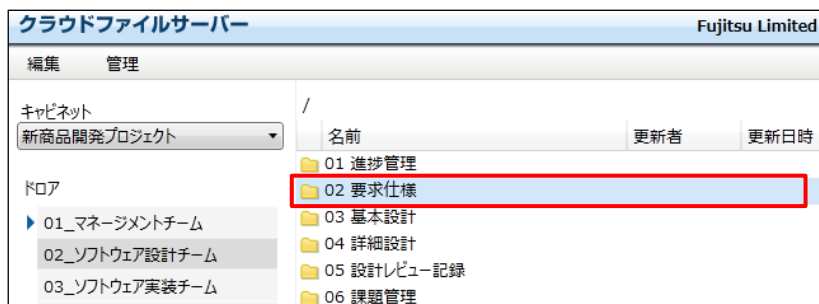 クラウドファイルサーバー
Fujitsu Limited
編集 管理
キャビネット
新商品開発プロジェクト
ドロア
01_マネージメントチーム
02_ソフトウェア設計チーム
03_ソフトウェア実装チーム
/
名前 更新者 更新日時
01 進捗管理
02 要求仕様
03 基本設計
04 詳細設計
05 設計レビュー記録
06 課題管理